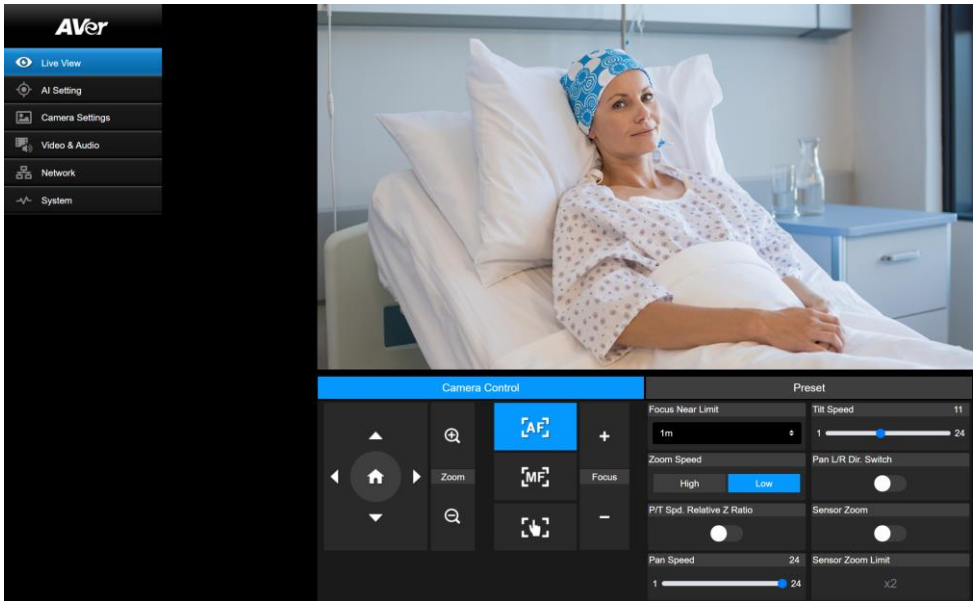 AVer
Live View
AI Setting
Camera Settings
Video & Audio
Network
System
Camera Control
Preset
Zoom
AF
MF
+
Focus
−
Focus Near Limit
1m
Tilt Speed 11
1 24
Zoom Speed
High Low
Pan L/R Dir. Switch
P/T Spd. Relative Z Ratio
Sensor Zoom
Pan Speed 24
1 24
Sensor Zoom Limit
x2